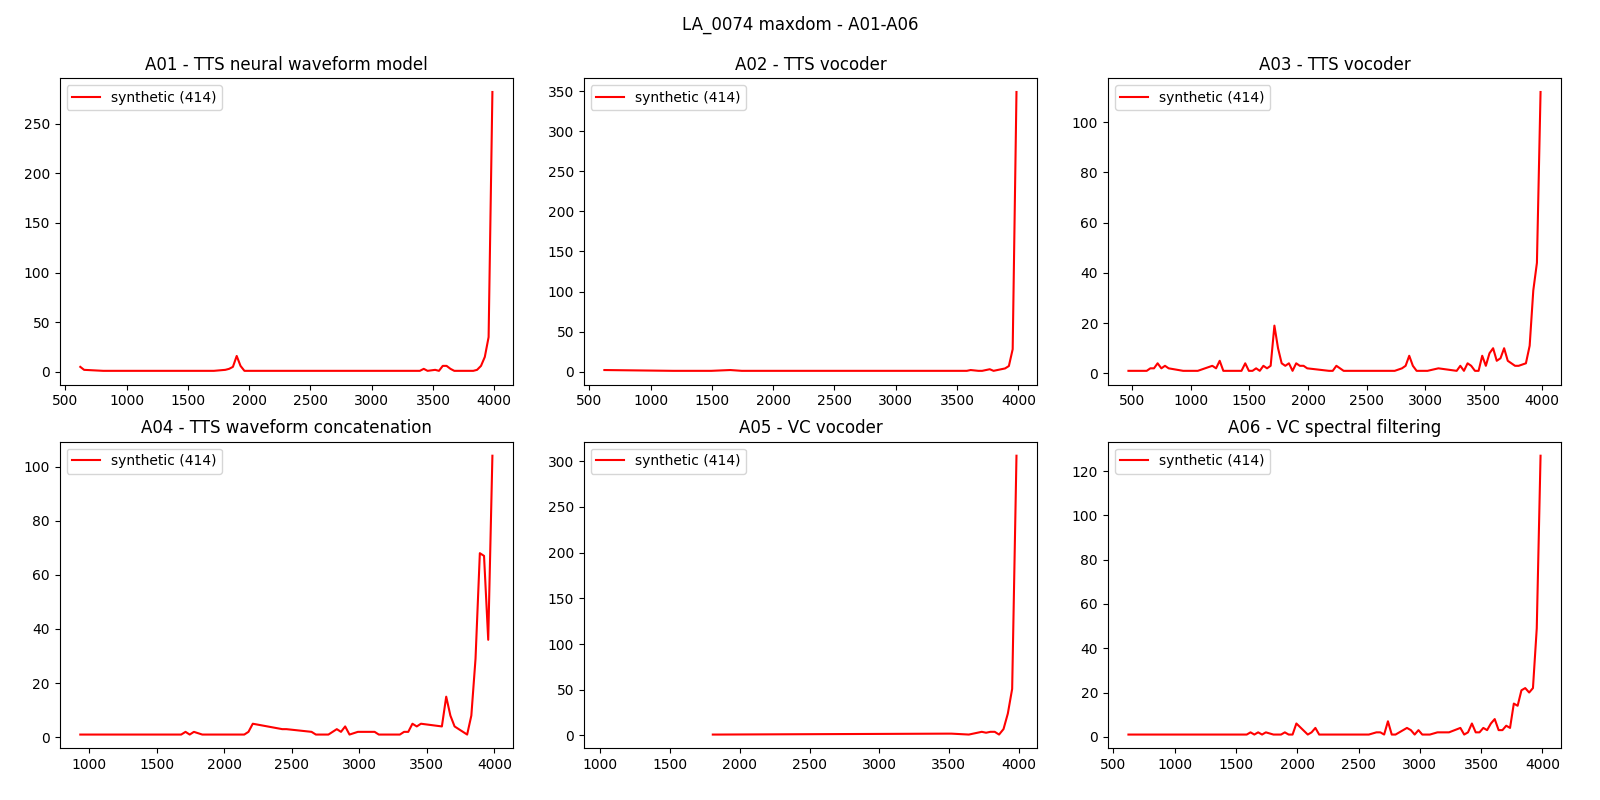 LA_0074 maxdom - A01-A06
A01 - TTS neural waveform model
synthetic (414)
250
200
150
100
50
0
500 1000 1500 2000 2500 3000 3500 4000
A02 - TTS vocoder
synthetic (414)
350
300
250
200
150
100
50
0
500 1000 1500 2000 2500 3000 3500 4000
A03 - TTS vocoder
synthetic (414)
100
80
60
40
20
0
500 1000 1500 2000 2500 3000 3500 4000
A04 - TTS waveform concatenation
synthetic (414)
100
80
60
40
20
0
1000 1500 2000 2500 3000 3500 4000
A05 - VC vocoder
synthetic (414)
300
250
200
150
100
50
0
1000 1500 2000 2500 3000 3500 4000
A06 - VC spectral filtering
synthetic (414)
120
100
80
60
40
20
0
500 1000 1500 2000 2500 3000 3500 4000